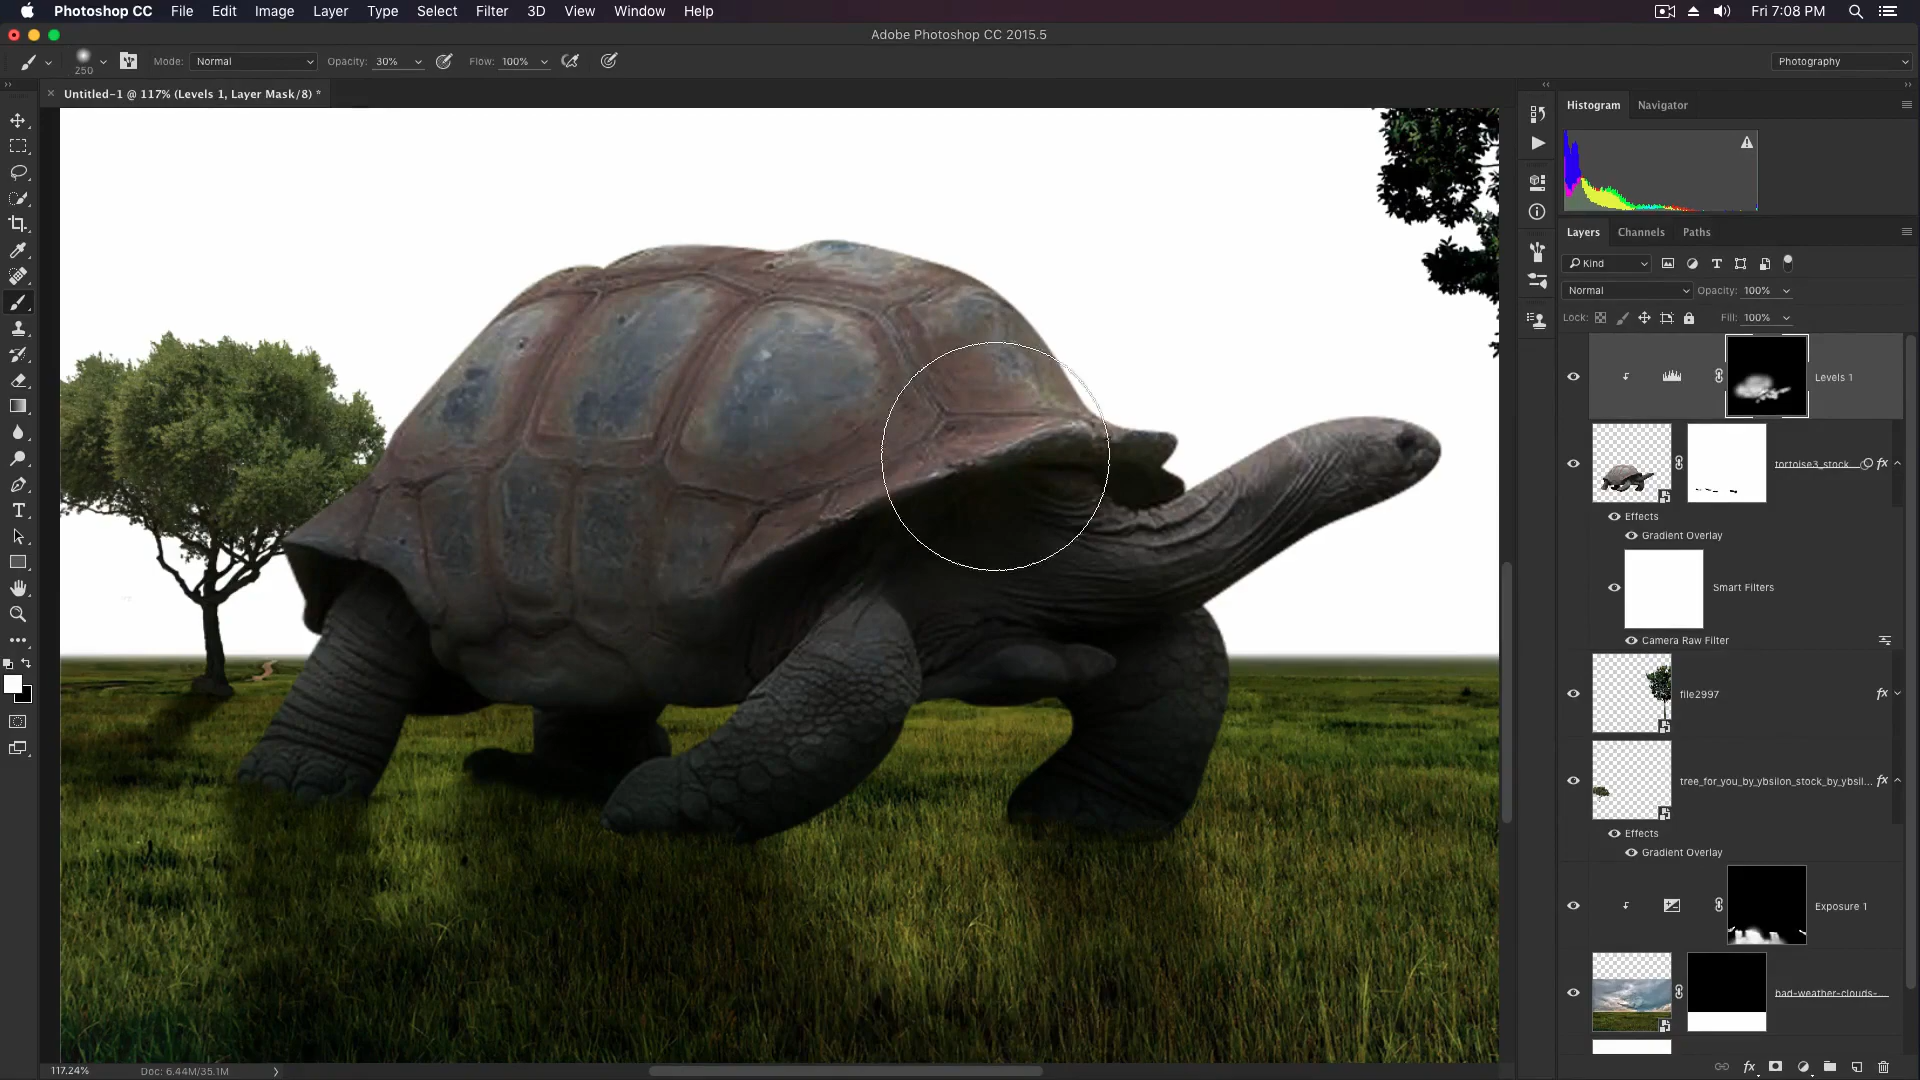 Photoshop CC File Edit Image Layer Type Select Filter 3D View Window Help Fri 7:08 PM
Adobe Photoshop CC 2015.5
250 Mode: Normal Opacity: 30% Flow: 100% Photography
Untitled-1 @ 117% (Levels 1, Layer Mask/8) *
Histogram Navigator
Layers Channels Paths
Kind
Normal Opacity: 100%
Lock: Fill: 100%
Levels 1
tortoise3_stock... fx
Effects
Gradient Overlay
Smart Filters
Camera Raw Filter
file2997 fx
tree_for_you_by_ybsilon_stock_by_ybsil... fx
Effects
Gradient Overlay
Exposure 1
bad-weather-clouds-...
117.24% Doc: 6.44M/35.1M
fx